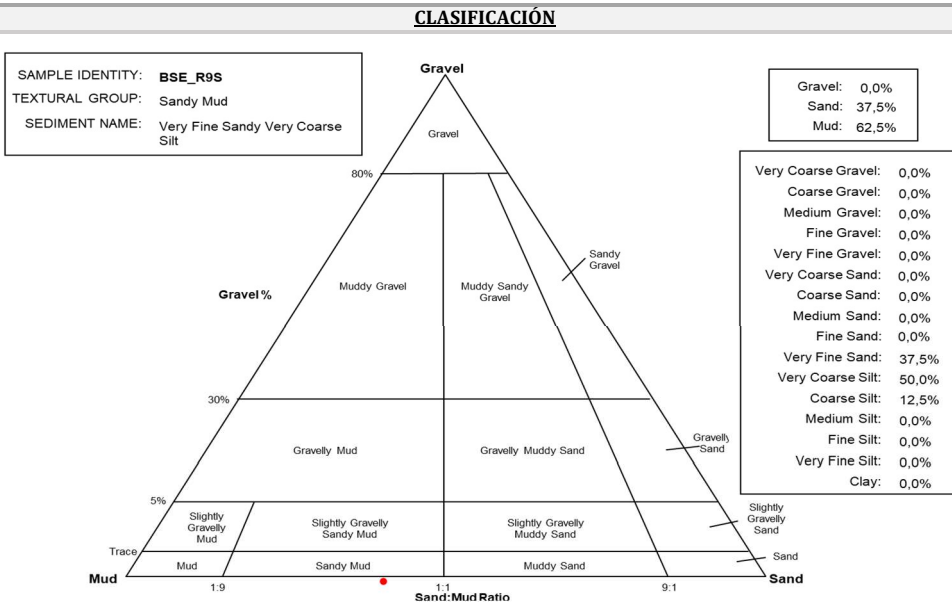 CLASIFICACIÓN
SAMPLE IDENTITY: BSE_R9S
TEXTURAL GROUP: Sandy Mud
SEDIMENT NAME: Very Fine Sandy Very Coarse
Silt
Gravel: 0,0%
Sand: 37,5%
Mud: 62,5%
Very Coarse Gravel: 0,0%
Coarse Gravel: 0,0%
Medium Gravel: 0,0%
Fine Gravel: 0,0%
Very Fine Gravel: 0,0%
Very Coarse Sand: 0,0%
Coarse Sand: 0,0%
Medium Sand: 0,0%
Fine Sand: 0,0%
Very Fine Sand: 37,5%
Very Coarse Silt: 50,0%
Coarse Silt: 12,5%
Medium Silt: 0,0%
Fine Silt: 0,0%
Very Fine Silt: 0,0%
Clay: 0,0%
Gravel
Gravel
80%
Sandy
Gravel
Muddy Gravel
Muddy Sandy
Gravel
Gravel %
30%
Gravelly Mud
Gravelly Muddy Sand
Gravelly
Sand
5%
Slightly
Gravelly
Mud
Slightly Gravelly
Sandy Mud
Slightly Gravelly
Muddy Sand
Slightly
Gravelly
Sand
Trace
Mud
Sandy Mud
Muddy Sand
Sand
Mud
Sand
1:9
1:1
9:1
Sand:Mud Ratio